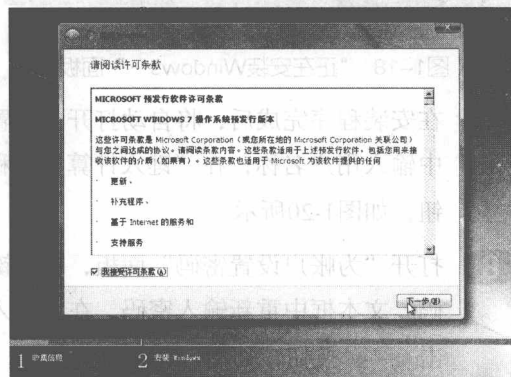 请阅读许可条款
MICROSOFT 预发行软件许可条款
MICROSOFT WINDOWS 7 操作系统预发行版本
这些许可条款是 Microsoft Corporation（或您所在地的 Microsoft Corporation 关联公司）
与您之间达成的协议。请阅读条款内容。这些条款适用于上述预发行软件，包括您用来接
收该软件的介质（如果有）。这些条款也适用于 Microsoft 为该软件提供的任何
· 更新、
· 补充程序、
· 基于 Internet 的服务和
· 支持服务
我接受许可条款(A)
下一步(N)
1
2 安装 Windows